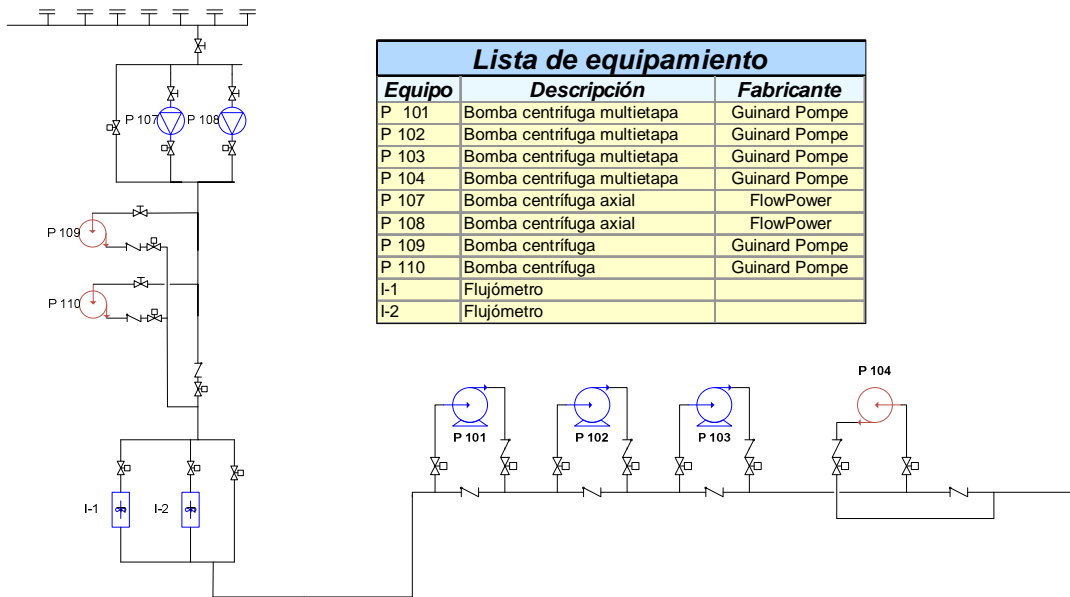 Lista de equipamiento
Equipo Descripción Fabricante
P 101 Bomba centrifuga multietapa Guinard Pompe
P 102 Bomba centrifuga multietapa Guinard Pompe
P 103 Bomba centrifuga multietapa Guinard Pompe
P 104 Bomba centrifuga multietapa Guinard Pompe
P 107 Bomba centrífuga axial FlowPower
P 108 Bomba centrífuga axial FlowPower
P 109 Bomba centrífuga Guinard Pompe
P 110 Bomba centrífuga Guinard Pompe
I-1 Flujómetro
I-2 Flujómetro
P 107 P 108
P 109
P 110
P 104
P 101 P 102 P 103
I-1 I-2